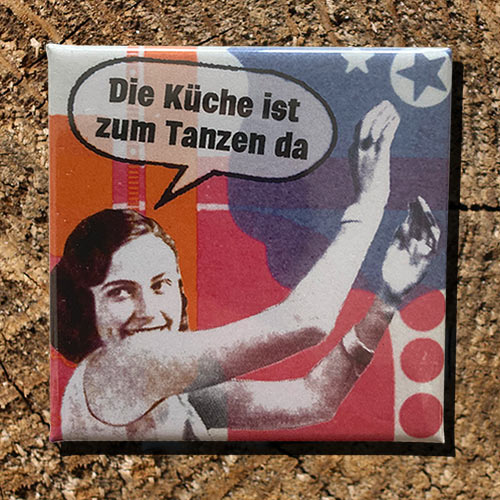 Die Küche ist
zum Tanzen da